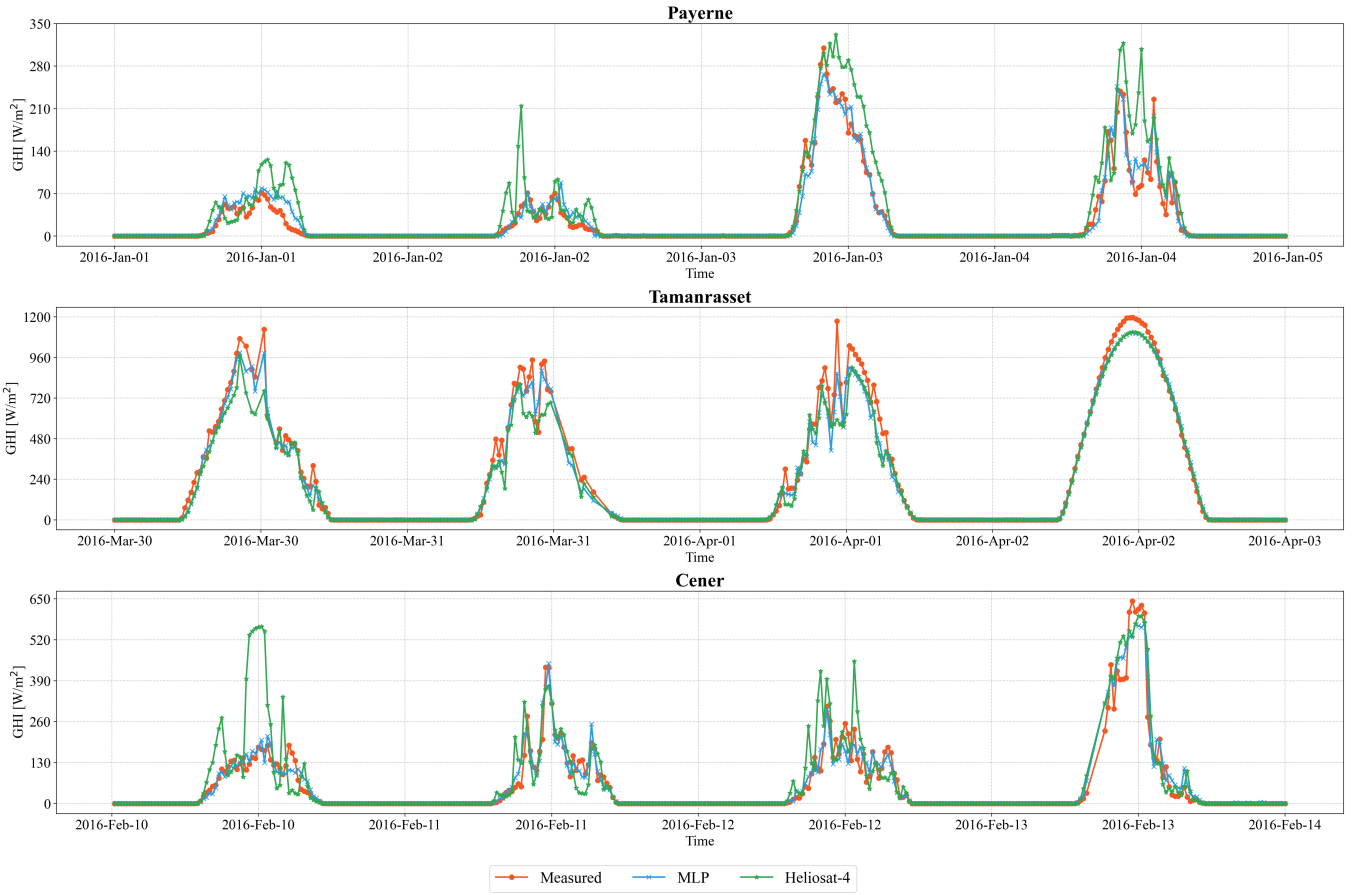 Payerne
GHI [W/m²]
350
280
210
140
70
0
2016-Jan-01 2016-Jan-01 2016-Jan-02 2016-Jan-02 2016-Jan-03 2016-Jan-03 2016-Jan-04 2016-Jan-04 2016-Jan-05
Time
Tamanrasset
GHI [W/m²]
1200
960
720
480
240
0
2016-Mar-30 2016-Mar-30 2016-Mar-31 2016-Mar-31 2016-Apr-01 2016-Apr-01 2016-Apr-02 2016-Apr-02 2016-Apr-03
Time
Cener
GHI [W/m²]
650
520
390
260
130
0
2016-Feb-10 2016-Feb-10 2016-Feb-11 2016-Feb-11 2016-Feb-12 2016-Feb-12 2016-Feb-13 2016-Feb-13 2016-Feb-14
Time
Measured MLP Heliosat-4